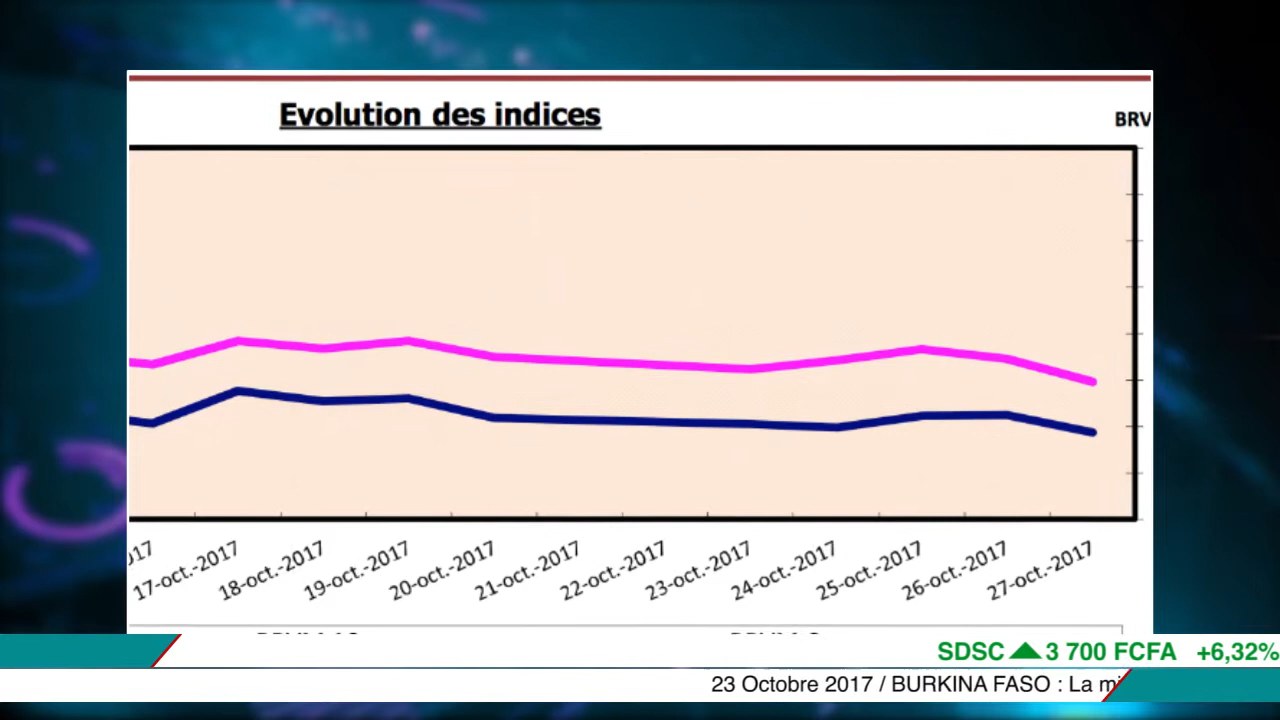 Evolution des indices
BRV
17-oct.-2017
18-oct.-2017
19-oct.-2017
20-oct.-2017
21-oct.-2017
22-oct.-2017
23-oct.-2017
24-oct.-2017
25-oct.-2017
26-oct.-2017
27-oct.-2017
SDSC 3 700 FCFA +6,32%
23 Octobre 2017 / BURKINA FASO : La